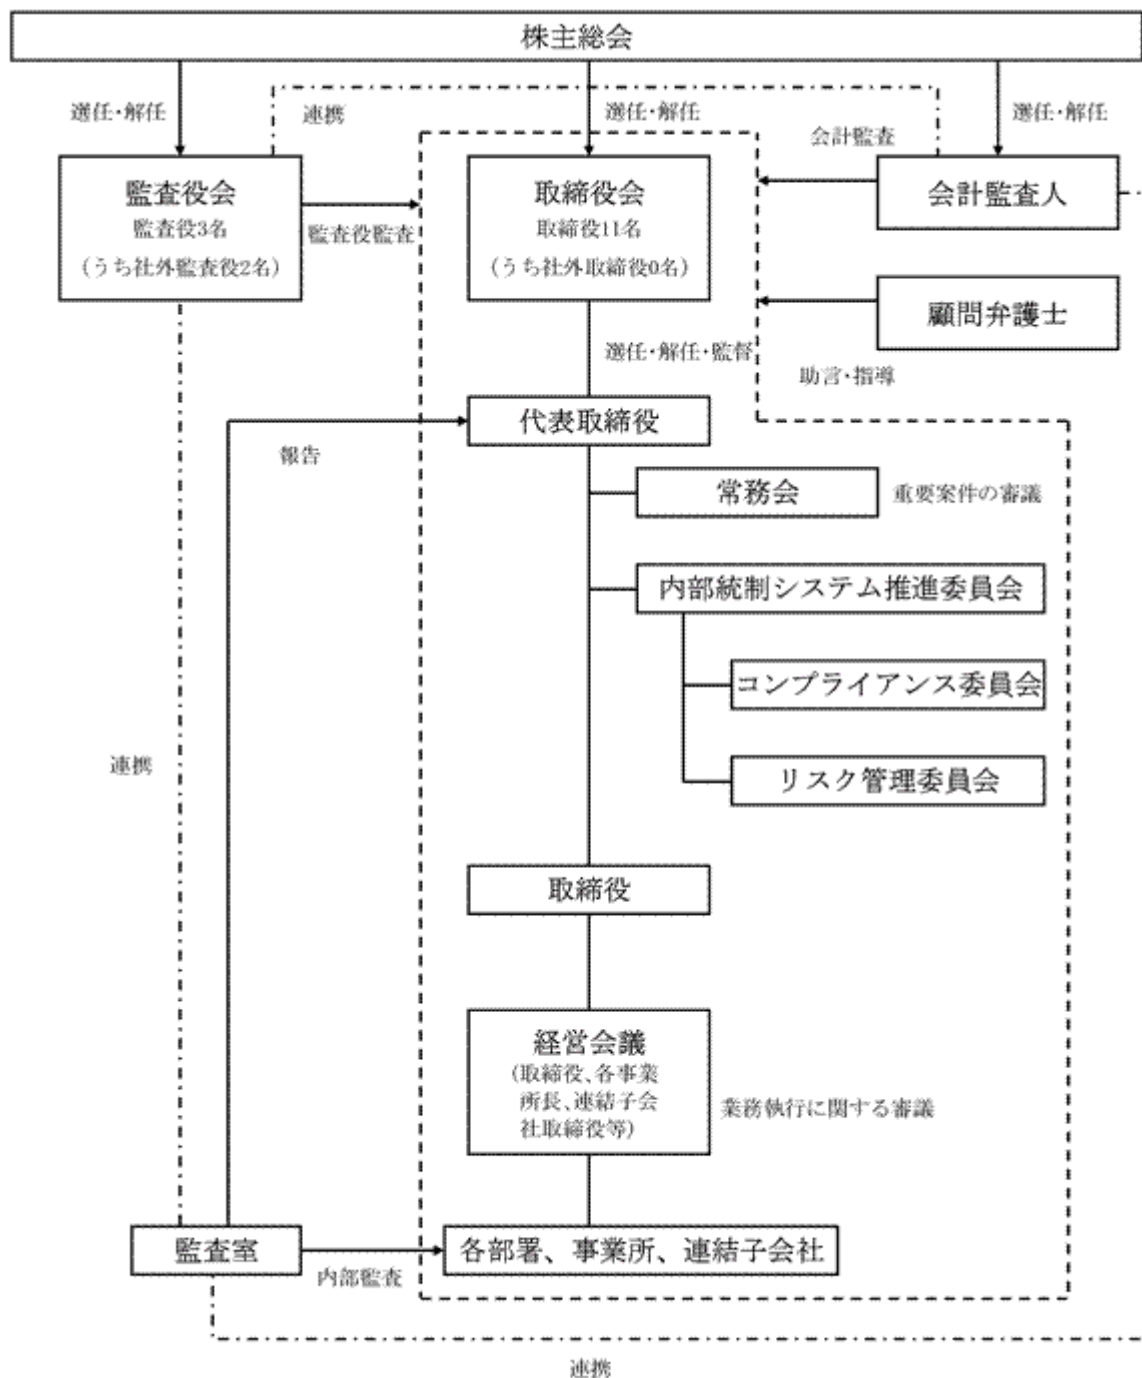 株主総会
選任・解任
連携
選任・解任
選任・解任
会計監査
監査役会
監査役3名
(うち社外監査役2名)
監査役監査
取締役会
取締役11名
(うち社外取締役0名)
会計監査人
顧問弁護士
選任・解任・監督
助言・指導
代表取締役
報告
常務会
重要案件の審議
内部統制システム推進委員会
コンプライアンス委員会
連携
リスク管理委員会
取締役
経営会議
(取締役、各事業
所長、連結子会
社取締役等)
業務執行に関する審議
監査室
内部監査
各部署、事業所、連結子会社
連携